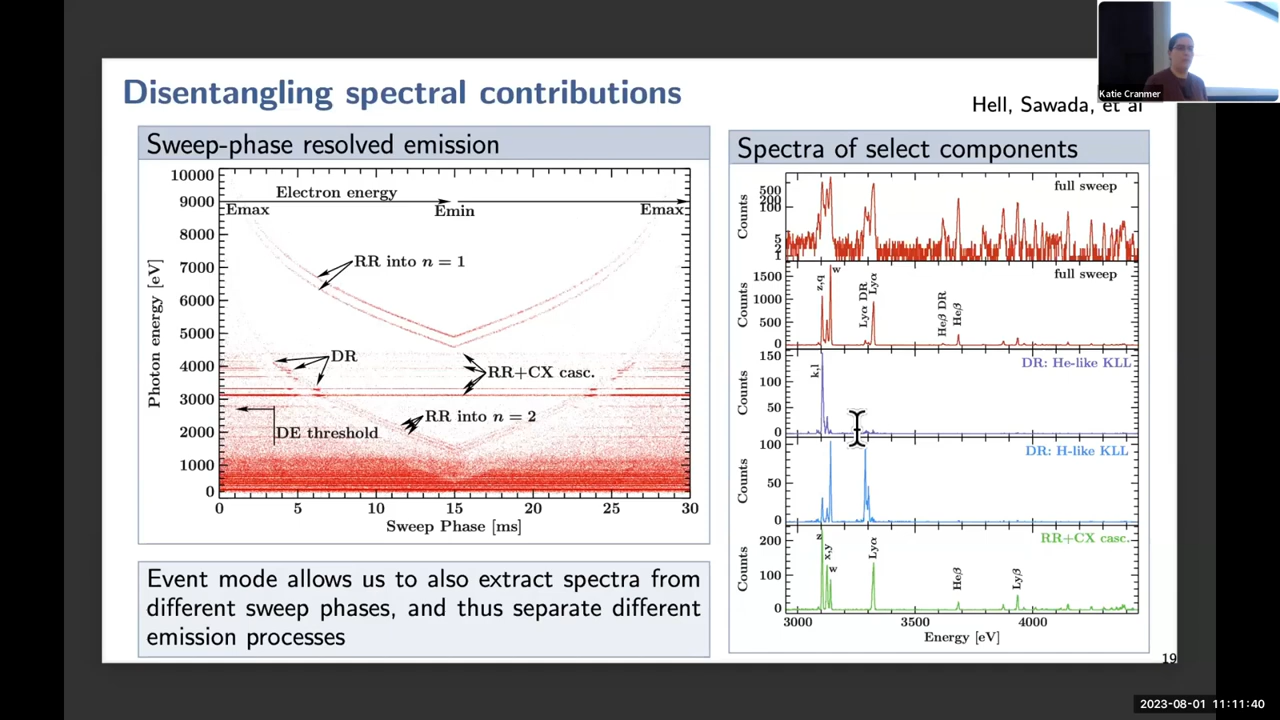 Disentangling spectral contributions
Hell, Sawada, et al
Katie Cranmer
Sweep-phase resolved emission
10000
9000
8000
7000
6000
5000
4000
3000
2000
1000
0
Photon energy [eV]
Electron energy
Emax
Emin
Emax
RR into n = 1
DR
RR+CX casc.
RR into n = 2
DE threshold
0 5 10 15 20 25 30
Sweep Phase [ms]
Event mode allows us to also extract spectra from
different sweep phases, and thus separate different
emission processes
Spectra of select components
full sweep
500
200
100
5
2
1
Counts
full sweep
1500
1000
500
0
Counts
z,q
w
Lyα DR
Lyα
Heβ DR
Heβ
DR: He-like KLL
150
100
50
0
Counts
k,j
DR: H-like KLL
100
50
0
Counts
RR+CX casc.
200
100
0
Counts
z
x,y
w
Lyα
Heβ
Lyβ
3000 3500 4000
Energy [eV]
19
2023-08-01 11:11:40